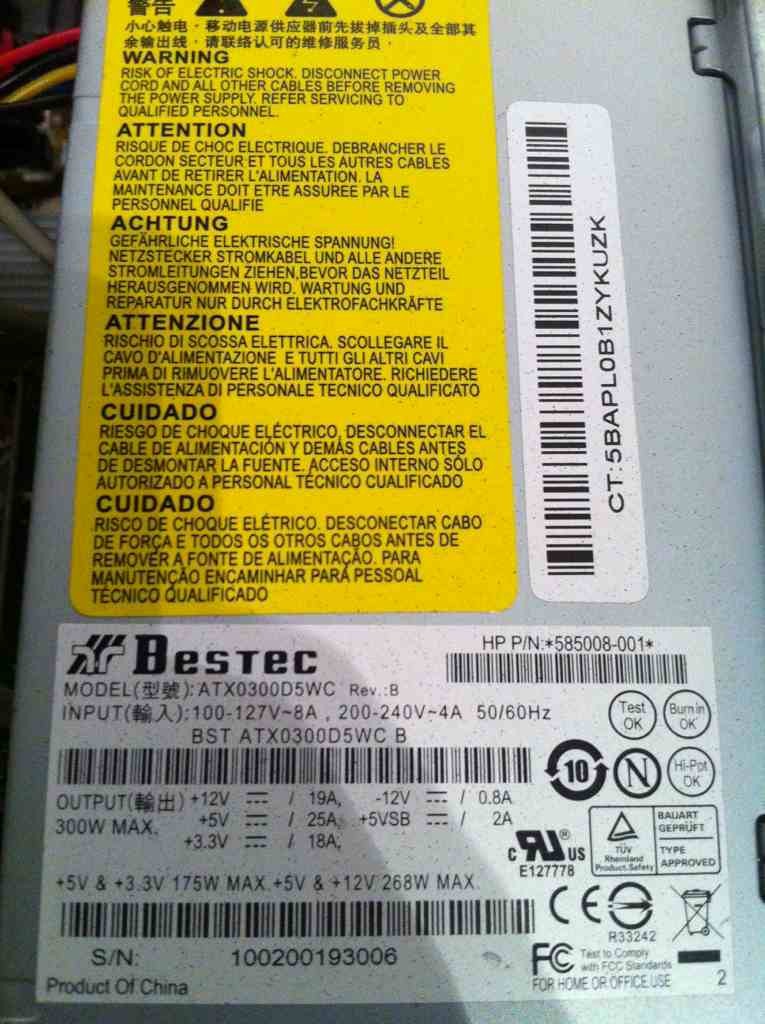 警告
小心触电·移动电源供应器前先拔掉插头及全部其
余输出线·请联络认可的维修服务员·
WARNING
RISK OF ELECTRIC SHOCK. DISCONNECT POWER
CORD AND ALL OTHER CABLES BEFORE REMOVING
THE POWER SUPPLY. REFER SERVICING TO
QUALIFIED PERSONNEL.
ATTENTION
RISQUE DE CHOC ELECTRIQUE. DEBRANCHER LE
CORDON SECTEUR ET TOUS LES AUTRES CABLES
AVANT DE RETIRER L'ALIMENTATION. LA
MAINTENANCE DOIT ETRE ASSUREE PAR LE
PERSONNEL QUALIFIE
ACHTUNG
GEFÄHRLICHE ELEKTRISCHE SPANNUNG!
NETZSTECKER STROMKABEL UND ALLE ANDERE
STROMLEITUNGEN ZIEHEN,BEVOR DAS NETZTEIL
HERAUSGENOMMEN WIRD. WARTUNG UND
REPARATUR NUR DURCH ELEKTROFACHKRÄFTE
ATTENZIONE
RISCHIO DI SCOSSA ELETTRICA. SCOLLEGARE IL
CAVO D'ALIMENTAZIONE E TUTTI GLI ALTRI CAVI
PRIMA DI RIMUOVERE L'ALIMENTATORE. RICHIEDERE
L'ASSISTENZA DI PERSONALE TECNICO QUALIFICATO
CUIDADO
RIESGO DE CHOQUE ELÉCTRICO, DESCONNECTAR EL
CABLE DE ALIMENTACIÓN Y DEMÁS CABLES ANTES
DE DESMONTAR LA FUENTE. ACCESO INTERNO SÓLO
AUTORIZADO A PERSONAL TÉCNICO CUALIFICADO
CUIDADO
RISCO DE CHOQUE ELÉTRICO. DESCONECTAR CABO
DE FORÇA E TODOS OS OTROS CABOS ANTES DE
REMOVER A FONTE DE ALIMENTAÇÃO. PARA
MANUTENÇÃO ENCAMINHAR PARA PESSOAL
TÉCNICO QUALIFICADO
CT:5BAPL0B1ZYKUZK
BESTEC
HP P/N:*585008-001*
MODEL(型號):ATX0300D5WC Rev.:B
INPUT(輸入):100-127V~8A , 200-240V~4A 50/60Hz
BST ATX0300D5WC B
Test OK
Burn in OK
10
N
Hi-Pot OK
OUTPUT(輸出) +12V / 19A, -12V / 0.8A
300W MAX. +5V / 25A, +5VSB / 2A
+3.3V / 18A;
c RU US
E127778
TÜV Rheinland Product Safety
BAUART GEPRÜFT
TYPE APPROVED
+5V & +3.3V 175W MAX.+5V & +12V 268W MAX.
CE
R33242
S/N: 100200193006
FC Test to Comply
with FCC Standards
FOR HOME OR OFFICE USE
Product Of China
2